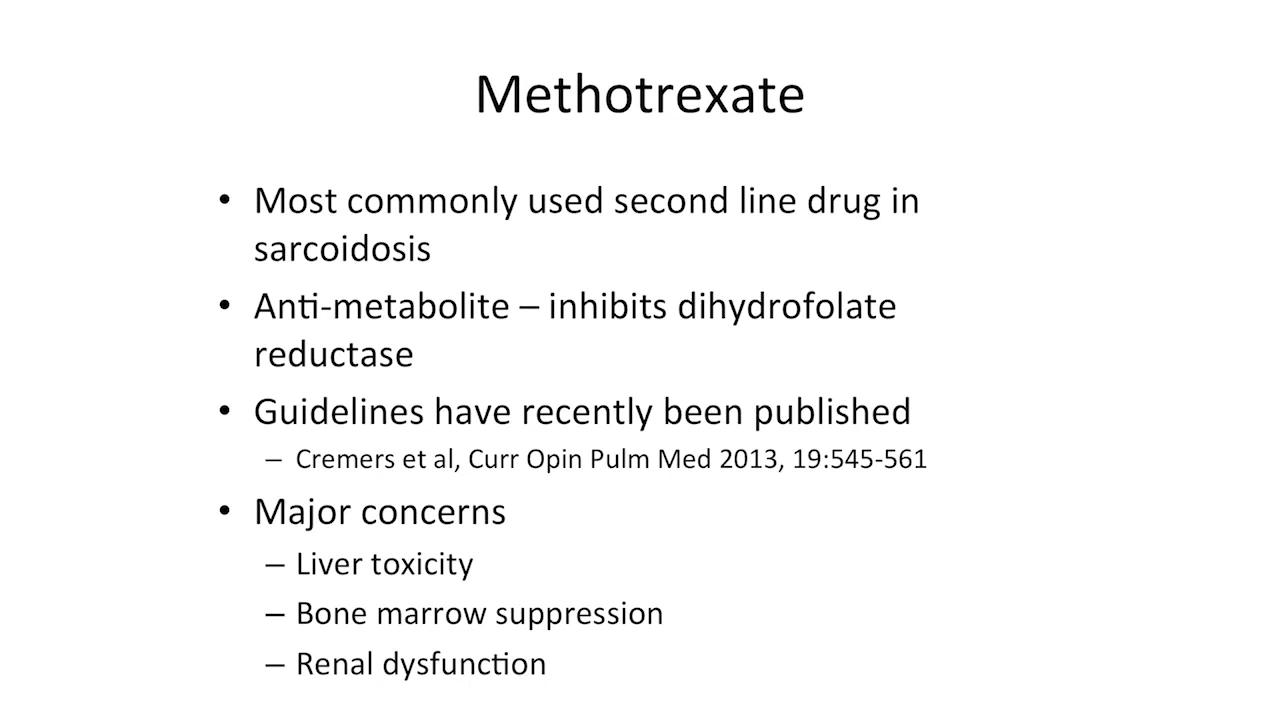 Methotrexate
• Most commonly used second line drug in
sarcoidosis
• Anti-metabolite – inhibits dihydrofolate
reductase
• Guidelines have recently been published
– Cremers et al, Curr Opin Pulm Med 2013, 19:545-561
• Major concerns
– Liver toxicity
– Bone marrow suppression
– Renal dysfunction